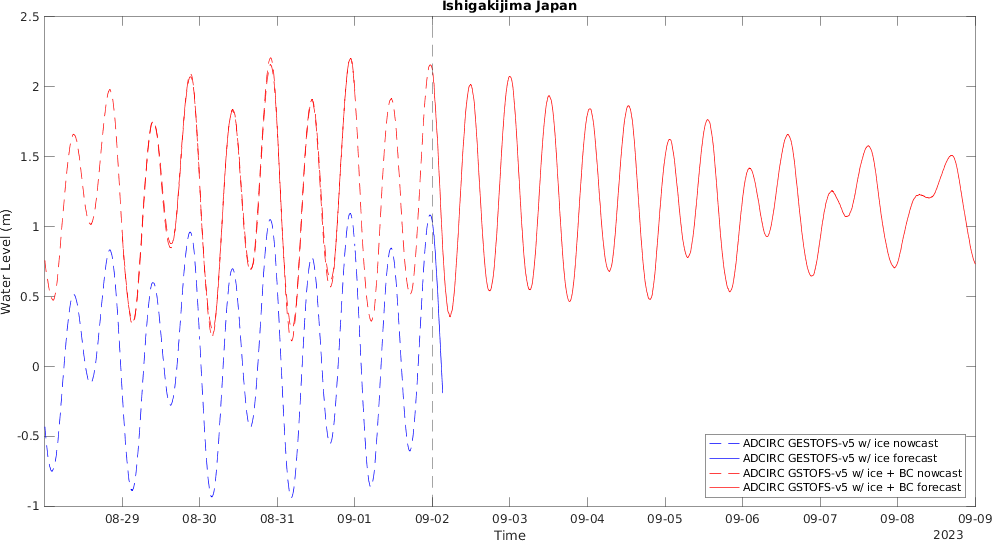 Ishigakijima Japan
2.5
2
1.5
1
0.5
0
-0.5
-1
Water Level (m)
08-29 08-30 08-31 09-01 09-02 09-03 09-04 09-05 09-06 09-07 09-08 09-09
Time
2023
ADCIRC GESTOFS-v5 w/ ice nowcast
ADCIRC GESTOFS-v5 w/ ice forecast
ADCIRC GSTOFS-v5 w/ ice + BC nowcast
ADCIRC GSTOFS-v5 w/ ice + BC forecast